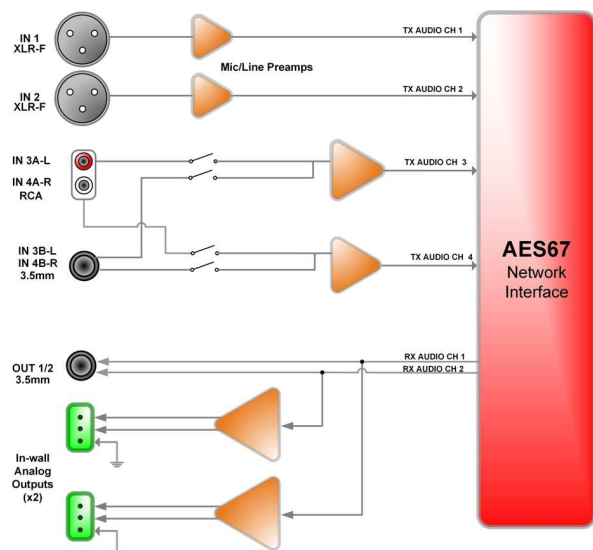 IN 1
XLR-F
TX AUDIO CH 1
Mic/Line Preamps
IN 2
XLR-F
TX AUDIO CH 2
IN 3A-L
TX AUDIO CH 3
IN 4A-R
RCA
IN 3B-L
IN 4B-R
3.5mm
TX AUDIO CH 4
AES67
Network
Interface
RX AUDIO CH 1
RX AUDIO CH 2
OUT 1/2
3.5mm
In-wall
Analog
Outputs
(x2)